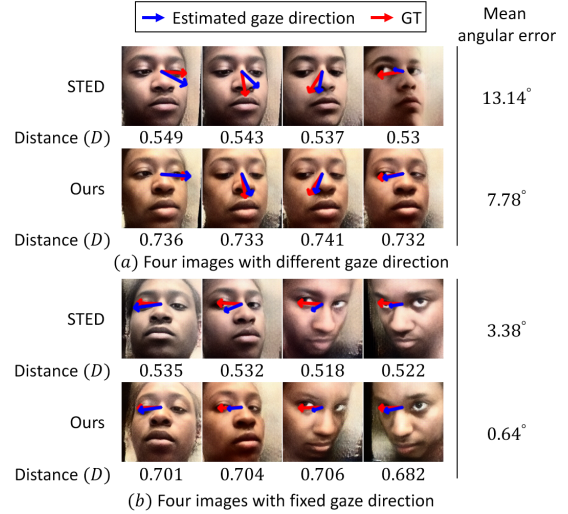 Estimated gaze direction GT
Mean
angular error
STED
13.14°
Distance (D) 0.549 0.543 0.537 0.53
Ours
7.78°
Distance (D) 0.736 0.733 0.741 0.732
(a) Four images with different gaze direction
STED
3.38°
Distance (D) 0.535 0.532 0.518 0.522
Ours
0.64°
Distance (D) 0.701 0.704 0.706 0.682
(b) Four images with fixed gaze direction